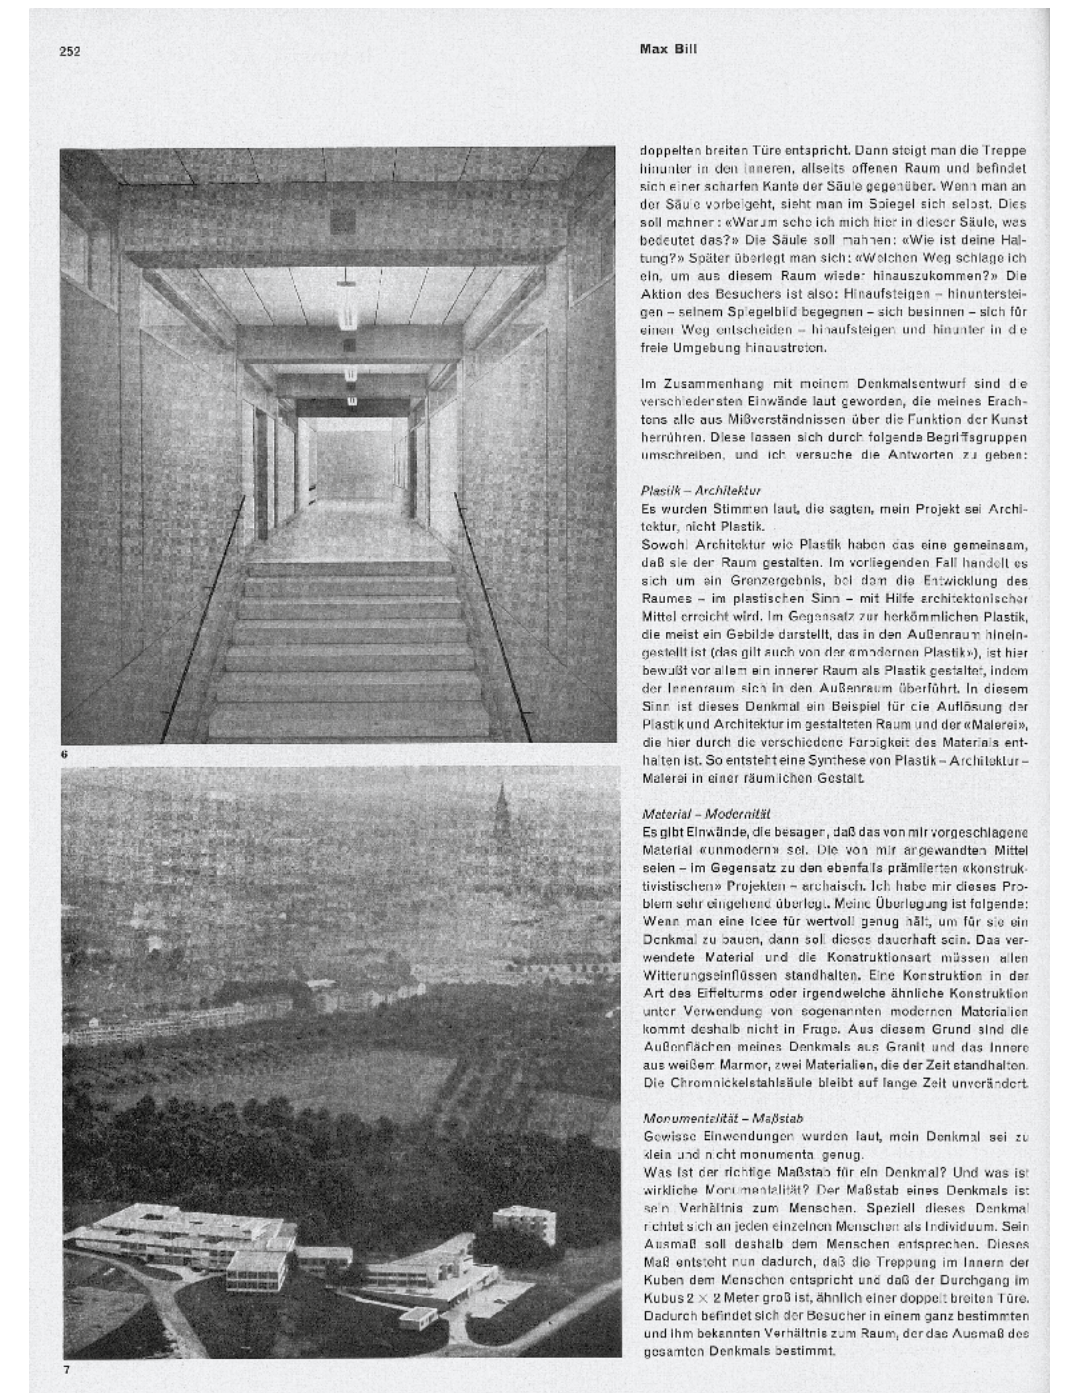 252
Max Bill
doppelten breiten Türe entspricht. Dann steigt man die Treppe
hinunter in den inneren, allseits offenen Raum und befindet
sich einer scharfen Kante der Säule gegenüber. Wenn man an
der Säule vorbeigeht, sieht man im Spiegel sich selbst. Dies
soll mahnen: «Warum sehe ich mich hier in dieser Säule, was
bedeutet das?» Die Säule soll mahnen: «Wie ist deine Hal-
tung?» Später überlegt man sich: «Welchen Weg schlage ich
ein, um aus diesem Raum wieder hinauszukommen?» Die
Aktion des Besuchers ist also: Hinaufsteigen – hinunterstei-
gen – seinem Spiegelbild begegnen – sich besinnen – sich für
einen Weg entscheiden – hinaufsteigen und hinunter in die
freie Umgebung hinaustreten.
Im Zusammenhang mit meinem Denkmalsentwurf sind die
verschiedensten Einwände laut geworden, die meines Erach-
tens alle aus Mißverständnissen über die Funktion der Kunst
herrühren. Diese lassen sich durch folgende Begriffsgruppen
umschreiben, und ich versuche die Antworten zu geben:
Plastik – Architektur
Es wurden Stimmen laut, die sagten, mein Projekt sei Archi-
tektur, nicht Plastik.
Sowohl Architektur wie Plastik haben das eine gemeinsam,
daß sie den Raum gestalten. Im vorliegenden Fall handelt es
sich um ein Grenzergebnis, bei dem die Entwicklung des
Raumes – im plastischen Sinn – mit Hilfe architektonischer
Mittel erreicht wird. Im Gegensatz zur herkömmlichen Plastik,
die meist ein Gebilde darstellt, das in den Außenraum hinein-
gestellt ist (das gilt auch von der «modernen Plastik»), ist hier
bewußt vor allem ein innerer Raum als Plastik gestaltet, indem
der Innenraum sich in den Außenraum überführt. In diesem
Sinn ist dieses Denkmal ein Beispiel für die Auflösung der
Plastik und Architektur im gestalteten Raum und der «Malerei»,
die hier durch die verschiedene Farbigkeit des Materials ent-
halten ist. So entsteht eine Synthese von Plastik – Architektur –
Malerei in einer räumlichen Gestalt.
Material – Modernität
Es gibt Einwände, die besagen, daß das von mir vorgeschlagene
Material «unmodern» sei. Die von mir angewandten Mittel
seien – im Gegensatz zu den ebenfalls prämiierten «konstruk-
tivistischen» Projekten – archaisch. Ich habe mir dieses Pro-
blem sehr eingehend überlegt. Meine Überlegung ist folgende:
Wenn man eine Idee für wertvoll genug hält, um für sie ein
Denkmal zu bauen, dann soll dieses dauerhaft sein. Das ver-
wendete Material und die Konstruktionsart müssen allen
Witterungseinflüssen standhalten. Eine Konstruktion in der
Art des Eiffelturms oder irgendwelche ähnliche Konstruktion
unter Verwendung von sogenannten modernen Materialien
kommt deshalb nicht in Frage. Aus diesem Grund sind die
Außenflächen meines Denkmals aus Granit und das Innere
aus weißem Marmor, zwei Materialien, die der Zeit standhalten.
Die Chromnickelstahlsäule bleibt auf lange Zeit unverändert.
Monumentalität – Maßstab
Gewisse Einwendungen wurden laut, mein Denkmal sei zu
klein und nicht monumental genug.
Was ist der richtige Maßstab für ein Denkmal? Und was ist
wirkliche Monumentalität? Der Maßstab eines Denkmals ist
sein Verhältnis zum Menschen. Speziell dieses Denkmal
richtet sich an jeden einzelnen Menschen als Individuum. Sein
Ausmaß soll deshalb dem Menschen entsprechen. Dieses
Maß entsteht nun dadurch, daß die Treppung im Innern der
Kuben dem Menschen entspricht und daß der Durchgang im
Kubus 2 × 2 Meter groß ist, ähnlich einer doppelt breiten Türe.
Dadurch befindet sich der Besucher in einem ganz bestimmten
und ihm bekannten Verhältnis zum Raum, der das Ausmaß des
gesamten Denkmals bestimmt.
6
7